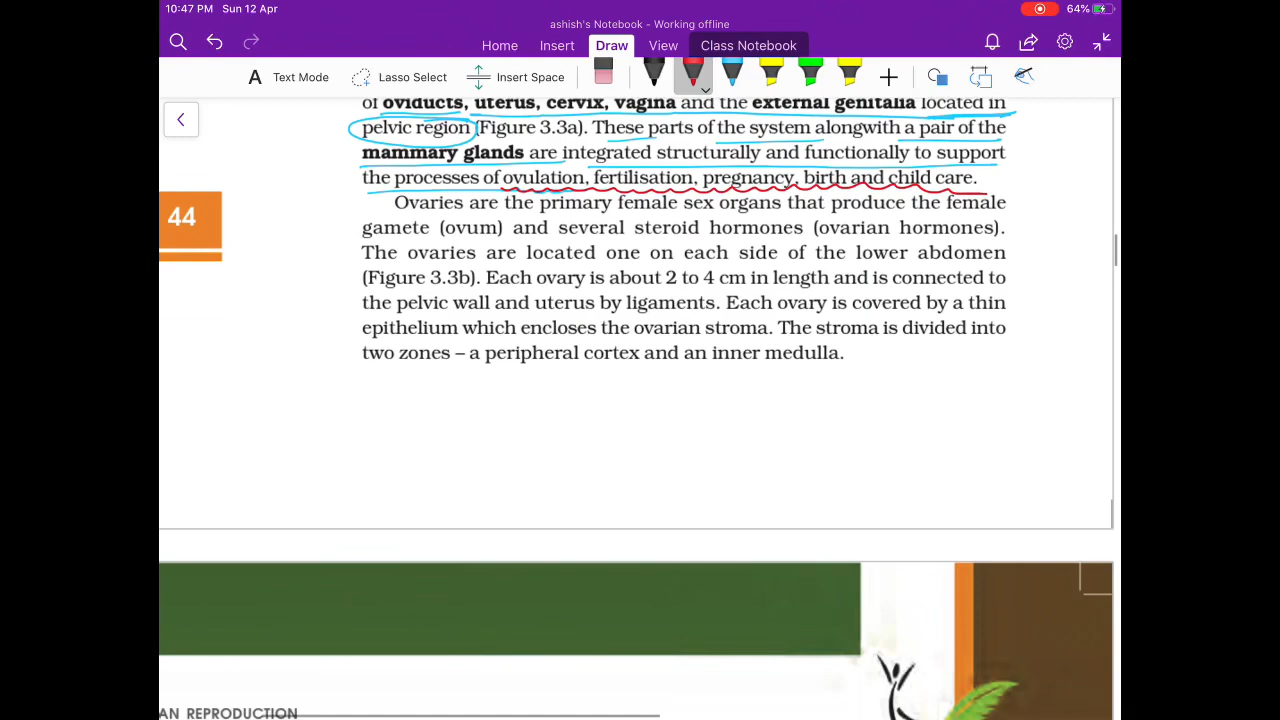 10:47 PM Sun 12 Apr
64%
ashish's Notebook - Working offline
Home Insert Draw View Class Notebook
Text Mode Lasso Select Insert Space
of oviducts, uterus, cervix, vagina and the external genitalia located in
pelvic region (Figure 3.3a). These parts of the system alongwith a pair of the
mammary glands are integrated structurally and functionally to support
the processes of ovulation, fertilisation, pregnancy, birth and child care.
44
Ovaries are the primary female sex organs that produce the female
gamete (ovum) and several steroid hormones (ovarian hormones).
The ovaries are located one on each side of the lower abdomen
(Figure 3.3b). Each ovary is about 2 to 4 cm in length and is connected to
the pelvic wall and uterus by ligaments. Each ovary is covered by a thin
epithelium which encloses the ovarian stroma. The stroma is divided into
two zones – a peripheral cortex and an inner medulla.
AN REPRODUCTION